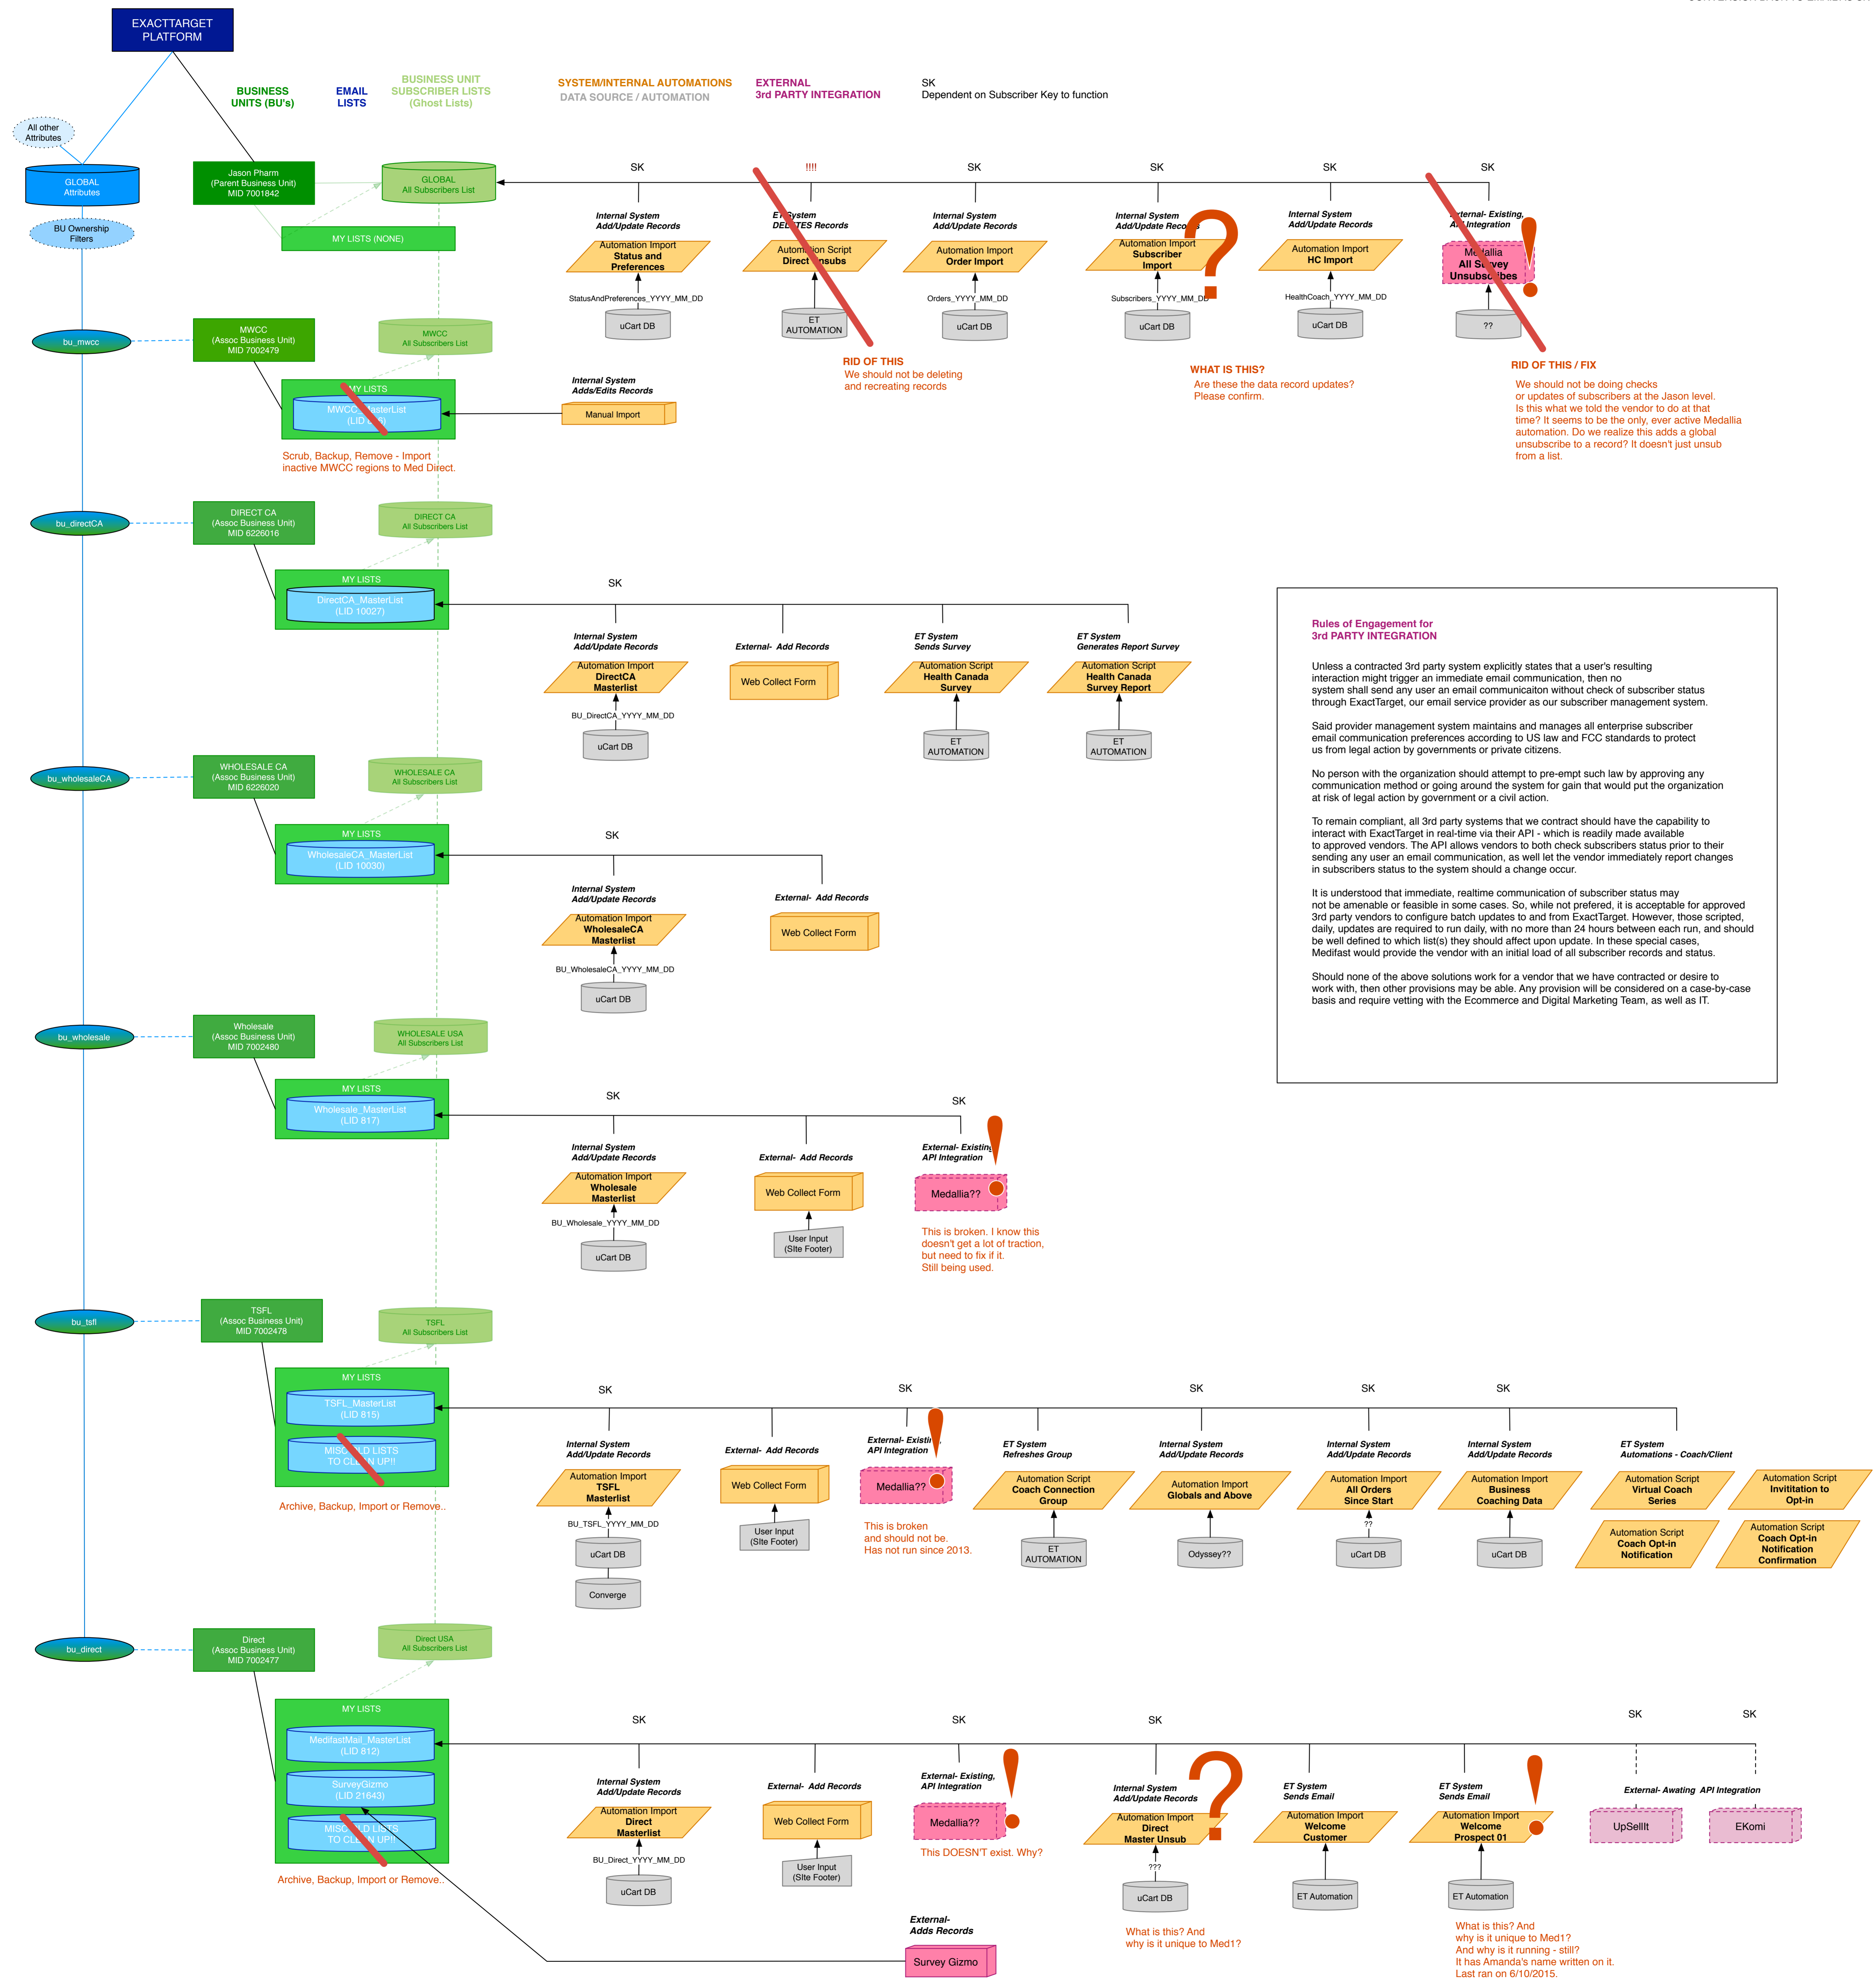 EXACTTARGET
PLATFORM
BUSINESS
UNITS (BU's)
EMAIL
LISTS
BUSINESS UNIT
SUBSCRIBER LISTS
(Ghost Lists)
SYSTEM/INTERNAL AUTOMATIONS
DATA SOURCE / AUTOMATION
EXTERNAL
3rd PARTY INTEGRATION
SK
Dependent on Subscriber Key to function
All other
Attributes
GLOBAL
Attributes
BU Ownership
Filters
Jason Pharm
(Parent Business Unit)
MID 7001842
GLOBAL
All Subscribers List
MY LISTS (NONE)
SK
!!!!
SK
SK
SK
SK
Internal System
Add/Update Records
Automation Import
Status and
Preferences
StatusAndPreferences_YYYY_MM_DD
uCart DB
ET System
DELETES Records
Automation Script
Direct Unsubs
ET
AUTOMATION
RID OF THIS
We should not be deleting
and recreating records
Internal System
Add/Update Records
Automation Import
Order Import
Orders_YYYY_MM_DD
uCart DB
Internal System
Add/Update Records
Automation Import
Subscriber
Import
?
Subscribers_YYYY_MM_DD
uCart DB
WHAT IS THIS?
Are these the data record updates?
Please confirm.
Internal System
Add/Update Records
Automation Import
HC Import
HealthCoach_YYYY_MM_DD
uCart DB
External- Existing,
API Integration
Medallia
All Survey
Unsubscribes
!
??
RID OF THIS / FIX
We should not be doing checks
or updates of subscribers at the Jason level.
Is this what we told the vendor to do at that
time? It seems to be the only, ever active Medallia
automation. Do we realize this adds a global
unsubscribe to a record? It doesn't just unsub
from a list.
bu_mwcc
MWCC
(Assoc Business Unit)
MID 7002479
MWCC
All Subscribers List
MY LISTS
MWCC_MasterList
Scrub, Backup, Remove - Import
inactive MWCC regions to Med Direct.
Internal System
Adds/Edits Records
Manual Import
bu_directCA
DIRECT CA
(Assoc Business Unit)
MID 6226016
DIRECT CA
All Subscribers List
MY LISTS
DirectCA_MasterList
(LID 10027)
SK
Internal System
Add/Update Records
Automation Import
DirectCA
Masterlist
BU_DirectCA_YYYY_MM_DD
uCart DB
External- Add Records
Web Collect Form
ET System
Sends Survey
Automation Script
Health Canada
Survey
ET
AUTOMATION
ET System
Generates Report Survey
Automation Script
Health Canada
Survey Report
ET
AUTOMATION
Rules of Engagement for
3rd PARTY INTEGRATION
Unless a contracted 3rd party system explicitly states that a user's resulting
interaction might trigger an immediate email communication, then no
system shall send any user an email communicaiton without check of subscriber status
through ExactTarget, our email service provider as our subscriber management system.
Said provider management system maintains and manages all enterprise subscriber
email communication preferences according to US law and FCC standards to protect
us from legal action by governments or private citizens.
No person with the organization should attempt to pre-empt such law by approving any
communication method or going around the system for gain that would put the organization
at risk of legal action by government or a civil action.
To remain compliant, all 3rd party systems that we contract should have the capability to
interact with ExactTarget in real-time via their API - which is readily made available
to approved vendors. The API allows vendors to both check subscribers status prior to their
sending any user an email communication, as well let the vendor immediately report changes
in subscribers status to the system should a change occur.
It is understood that immediate, realtime communication of subscriber status may
not be amenable or feasible in some cases. So, while not prefered, it is acceptable for approved
3rd party vendors to configure batch updates to and from ExactTarget. However, those scripted,
daily, updates are required to run daily, with no more than 24 hours between each run, and should
be well defined to which list(s) they should affect upon update. In these special cases,
Medifast would provide the vendor with an initial load of all subscriber records and status.
Should none of the above solutions work for a vendor that we have contracted or desire to
work with, then other provisions may be able. Any provision will be considered on a case-by-case
basis and require vetting with the Ecommerce and Digital Marketing Team, as well as IT.
bu_wholesaleCA
WHOLESALE CA
(Assoc Business Unit)
MID 6226020
WHOLESALE CA
All Subscribers List
MY LISTS
WholesaleCA_MasterList
(LID 10030)
SK
Internal System
Add/Update Records
Automation Import
WholesaleCA
Masterlist
BU_WholesaleCA_YYYY_MM_DD
uCart DB
External- Add Records
Web Collect Form
bu_wholesale
Wholesale
(Assoc Business Unit)
MID 7002480
WHOLESALE USA
All Subscribers List
MY LISTS
Wholesale_MasterList
(LID 817)
SK
SK
Internal System
Add/Update Records
Automation Import
Wholesale
Masterlist
BU_Wholesale_YYYY_MM_DD
uCart DB
External- Add Records
Web Collect Form
User Input
(SIte Footer)
External- Existing,
API Integration
!
Medallia??
This is broken. I know this
doesn't get a lot of traction,
but need to fix if it.
Still being used.
bu_tsfl
TSFL
(Assoc Business Unit)
MID 7002478
TSFL
All Subscribers List
MY LISTS
TSFL_MasterList
(LID 815)
MISC OLD LISTS
TO CLEAN UP!!
Archive, Backup, Import or Remove..
SK
SK
SK
SK
SK
Internal System
Add/Update Records
Automation Import
TSFL
Masterlist
BU_TSFL_YYYY_MM_DD
uCart DB
Converge
External- Add Records
Web Collect Form
User Input
(SIte Footer)
External- Existing,
API Integration
!
Medallia??
This is broken
and should not be.
Has not run since 2013.
ET System
Refreshes Group
Automation Script
Coach Connection
Group
ET
AUTOMATION
Internal System
Add/Update Records
Automation Import
Globals and Above
Odyssey??
Internal System
Add/Update Records
Automation Import
All Orders
Since Start
??
uCart DB
Internal System
Add/Update Records
Automation Import
Business
Coaching Data
uCart DB
ET System
Automations - Coach/Client
Automation Script
Virtual Coach
Series
Automation Script
Invititation to
Opt-in
Automation Script
Coach Opt-in
Notification
Automation Script
Coach Opt-in
Notification
Confirmation
bu_direct
Direct
(Assoc Business Unit)
MID 7002477
Direct USA
All Subscribers List
MY LISTS
MedifastMail_MasterList
(LID 812)
SurveyGizmo
(LID 21643)
MISC OLD LISTS
TO CLEAN UP!!
Archive, Backup, Import or Remove..
SK
SK
SK
SK
SK
Internal System
Add/Update Records
Automation Import
Direct
Masterlist
BU_Direct_YYYY_MM_DD
uCart DB
External- Add Records
Web Collect Form
User Input
(SIte Footer)
External- Existing,
API Integration
!
Medallia??
This DOESN'T exist. Why?
Internal System
Add/Update Records
?
Automation Import
Direct
Master Unsub
???
uCart DB
What is this? And
why is it unique to Med1?
ET System
Sends Email
Automation Import
Welcome
Customer
ET Automation
ET System
Sends Email
!
Automation Import
Welcome
Prospect 01
ET Automation
What is this? And
why is it unique to Med1?
And why is it running - still?
It has Amanda's name written on it.
Last ran on 6/10/2015.
External- Awating API Integration
UpSellIt
EKomi
External-
Adds Records
Survey Gizmo